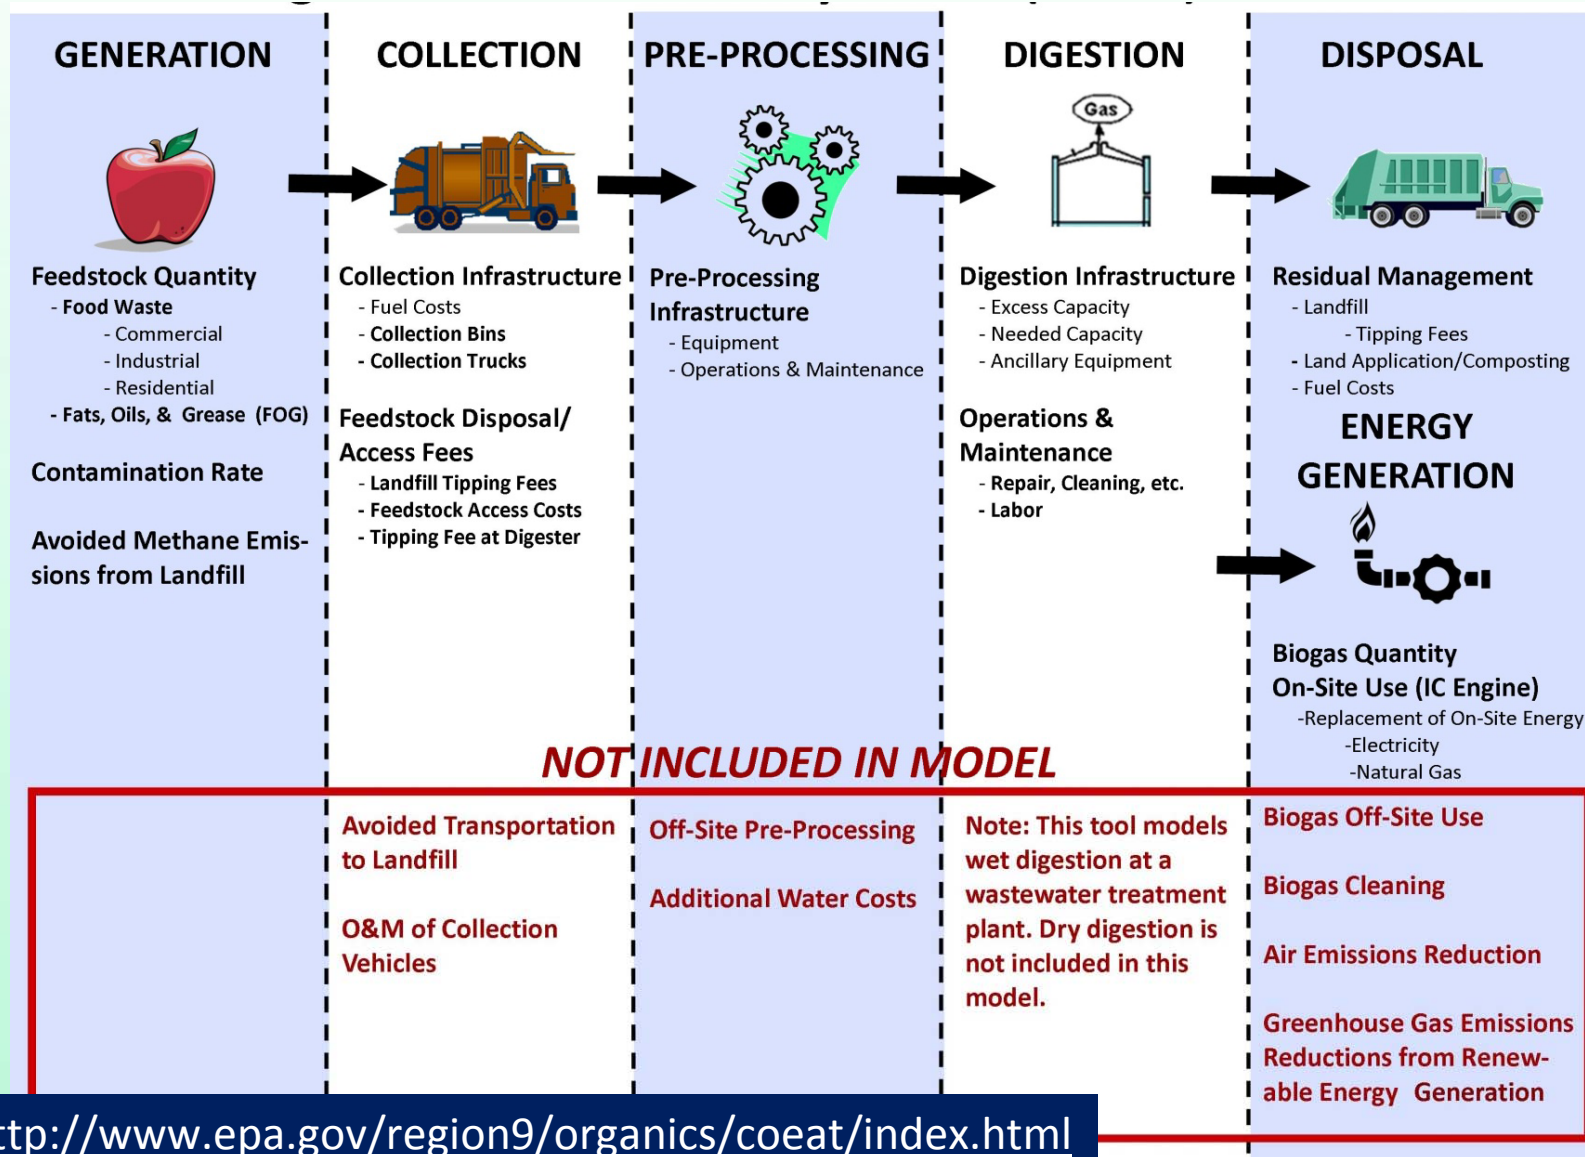 GENERATION
Feedstock Quantity
- Food Waste
- Commercial
- Industrial
- Residential
- Fats, Oils, & Grease (FOG)
Contamination Rate
Avoided Methane Emis-
sions from Landfill
COLLECTION
Collection Infrastructure
- Fuel Costs
- Collection Bins
- Collection Trucks
Feedstock Disposal/
Access Fees
- Landfill Tipping Fees
- Feedstock Access Costs
- Tipping Fee at Digester
PRE-PROCESSING
Pre-Processing
Infrastructure
- Equipment
- Operations & Maintenance
DIGESTION
Gas
Digestion Infrastructure
- Excess Capacity
- Needed Capacity
- Ancillary Equipment
Operations &
Maintenance
- Repair, Cleaning, etc.
- Labor
DISPOSAL
Residual Management
- Landfill
- Tipping Fees
- Land Application/Composting
- Fuel Costs
ENERGY
GENERATION
Biogas Quantity
On-Site Use (IC Engine)
-Replacement of On-Site Energy
-Electricity
-Natural Gas
NOT INCLUDED IN MODEL
Avoided Transportation
to Landfill
O&M of Collection
Vehicles
Off-Site Pre-Processing
Additional Water Costs
Note: This tool models
wet digestion at a
wastewater treatment
plant. Dry digestion is
not included in this
model.
Biogas Off-Site Use
Biogas Cleaning
Air Emissions Reduction
Greenhouse Gas Emissions
Reductions from Renew-
able Energy Generation
ttp://www.epa.gov/region9/organics/coeat/index.html